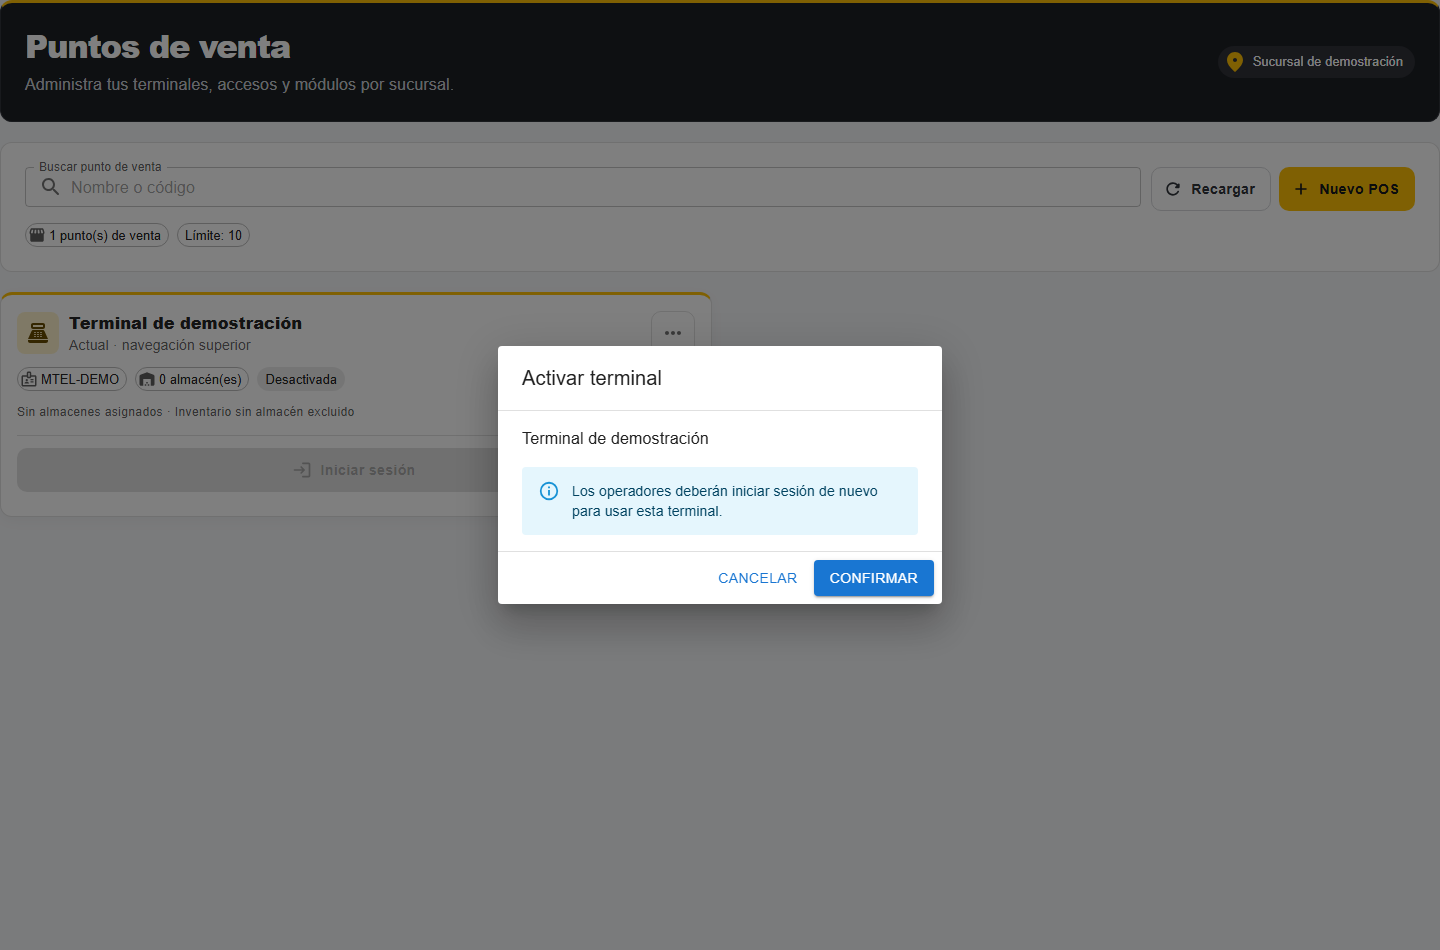 Puntos de venta
Administra tus terminales, accesos y módulos por sucursal.
Sucursal de demostración
Buscar punto de venta
Nombre o código
Recargar
Nuevo POS
1 punto(s) de venta
Límite: 10
Terminal de demostración
Actual · navegación superior
MTEL-DEMO
0 almacén(es)
Desactivada
Sin almacenes asignados · Inventario sin almacén excluido
Iniciar sesión
Activar terminal
Terminal de demostración
Los operadores deberán iniciar sesión de nuevo
para usar esta terminal.
CANCELAR
CONFIRMAR